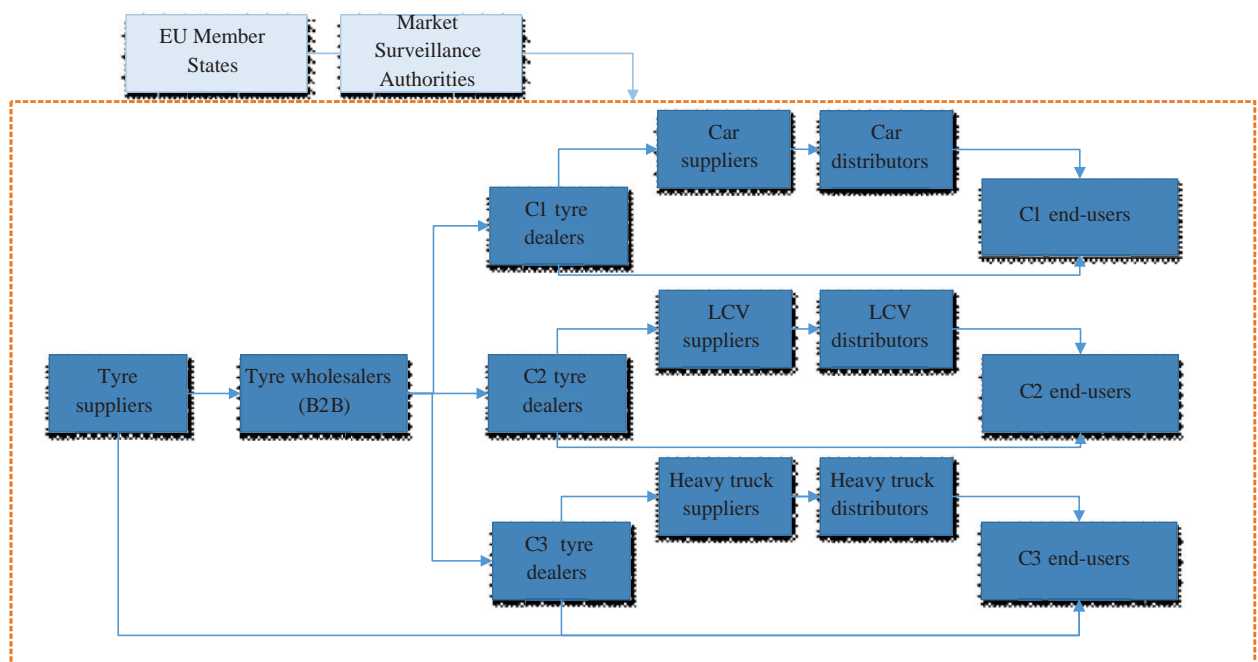 EU Member
States
Market
Surveillance
Authorities
Car
suppliers
Car
distributors
C1 tyre
dealers
C1 end-users
LCV
suppliers
LCV
distributors
Tyre
suppliers
Tyre wholesalers
(B2B)
C2 tyre
dealers
C2 end-users
Heavy truck
suppliers
Heavy truck
distributors
C3 tyre
dealers
C3 end-users